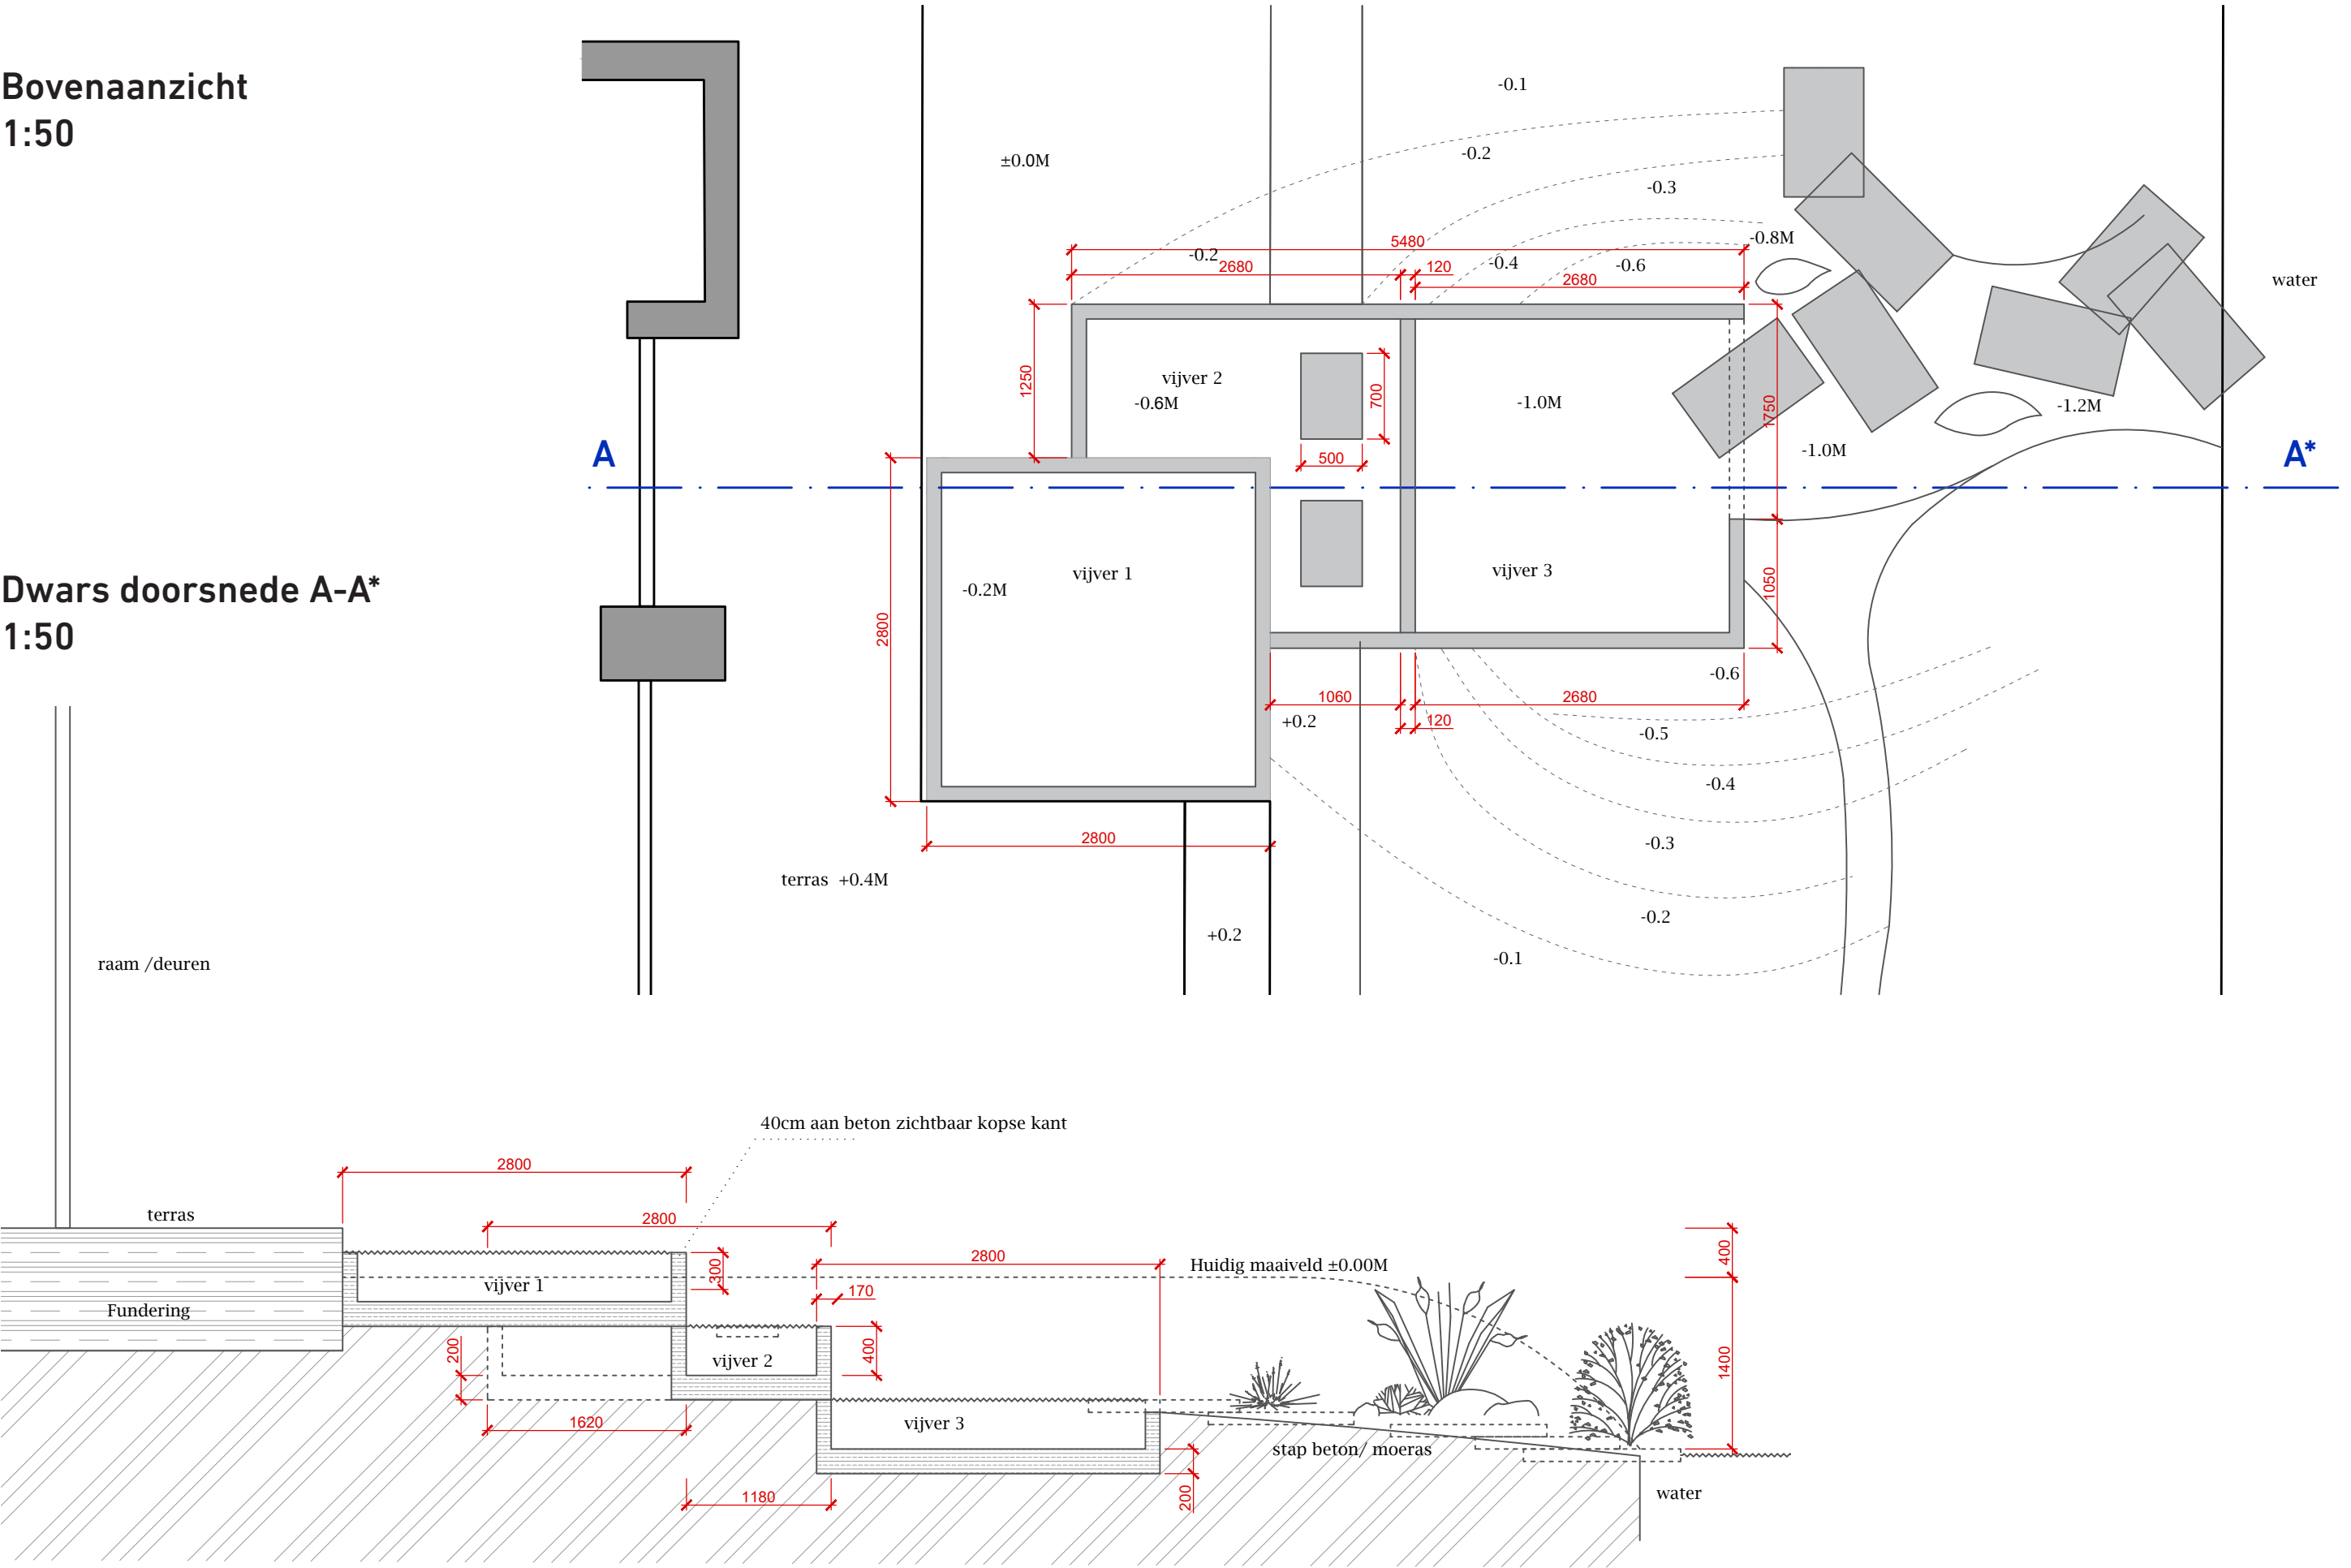 Bovenaanzicht
1:50
±0.0M
-0.1
-0.2
-0.3
-0.2
5480
-0.8M
2680
120
-0.4
-0.6
2680
water
1250
vijver 2
-0.6M
700
500
-1.0M
1750
-1.2M
-1.0M
A
A*
Dwars doorsnede A-A*
1:50
vijver 1
-0.2M
2800
vijver 3
1050
-0.6
1060
2680
120
+0.2
-0.5
-0.4
2800
-0.3
terras +0.4M
-0.2
+0.2
-0.1
raam /deuren
40cm aan beton zichtbaar kopse kant
2800
terras
2800
2800
Huidig maaiveld ±0.00M
400
300
vijver 1
170
Fundering
200
vijver 2
400
1400
1620
vijver 3
stap beton/ moeras
1180
200
water